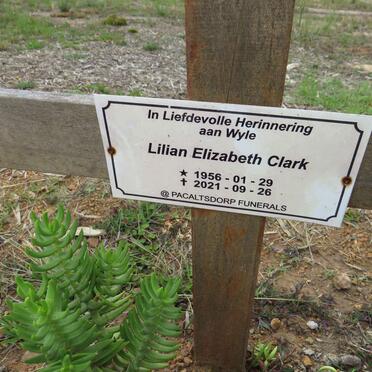 In Liefdevolle Herinnering
aan Wyle
Lilian Elizabeth Clark
★ 1956 - 01 - 29
✝ 2021 - 09 - 26
@ PACALTSDORP FUNERALS